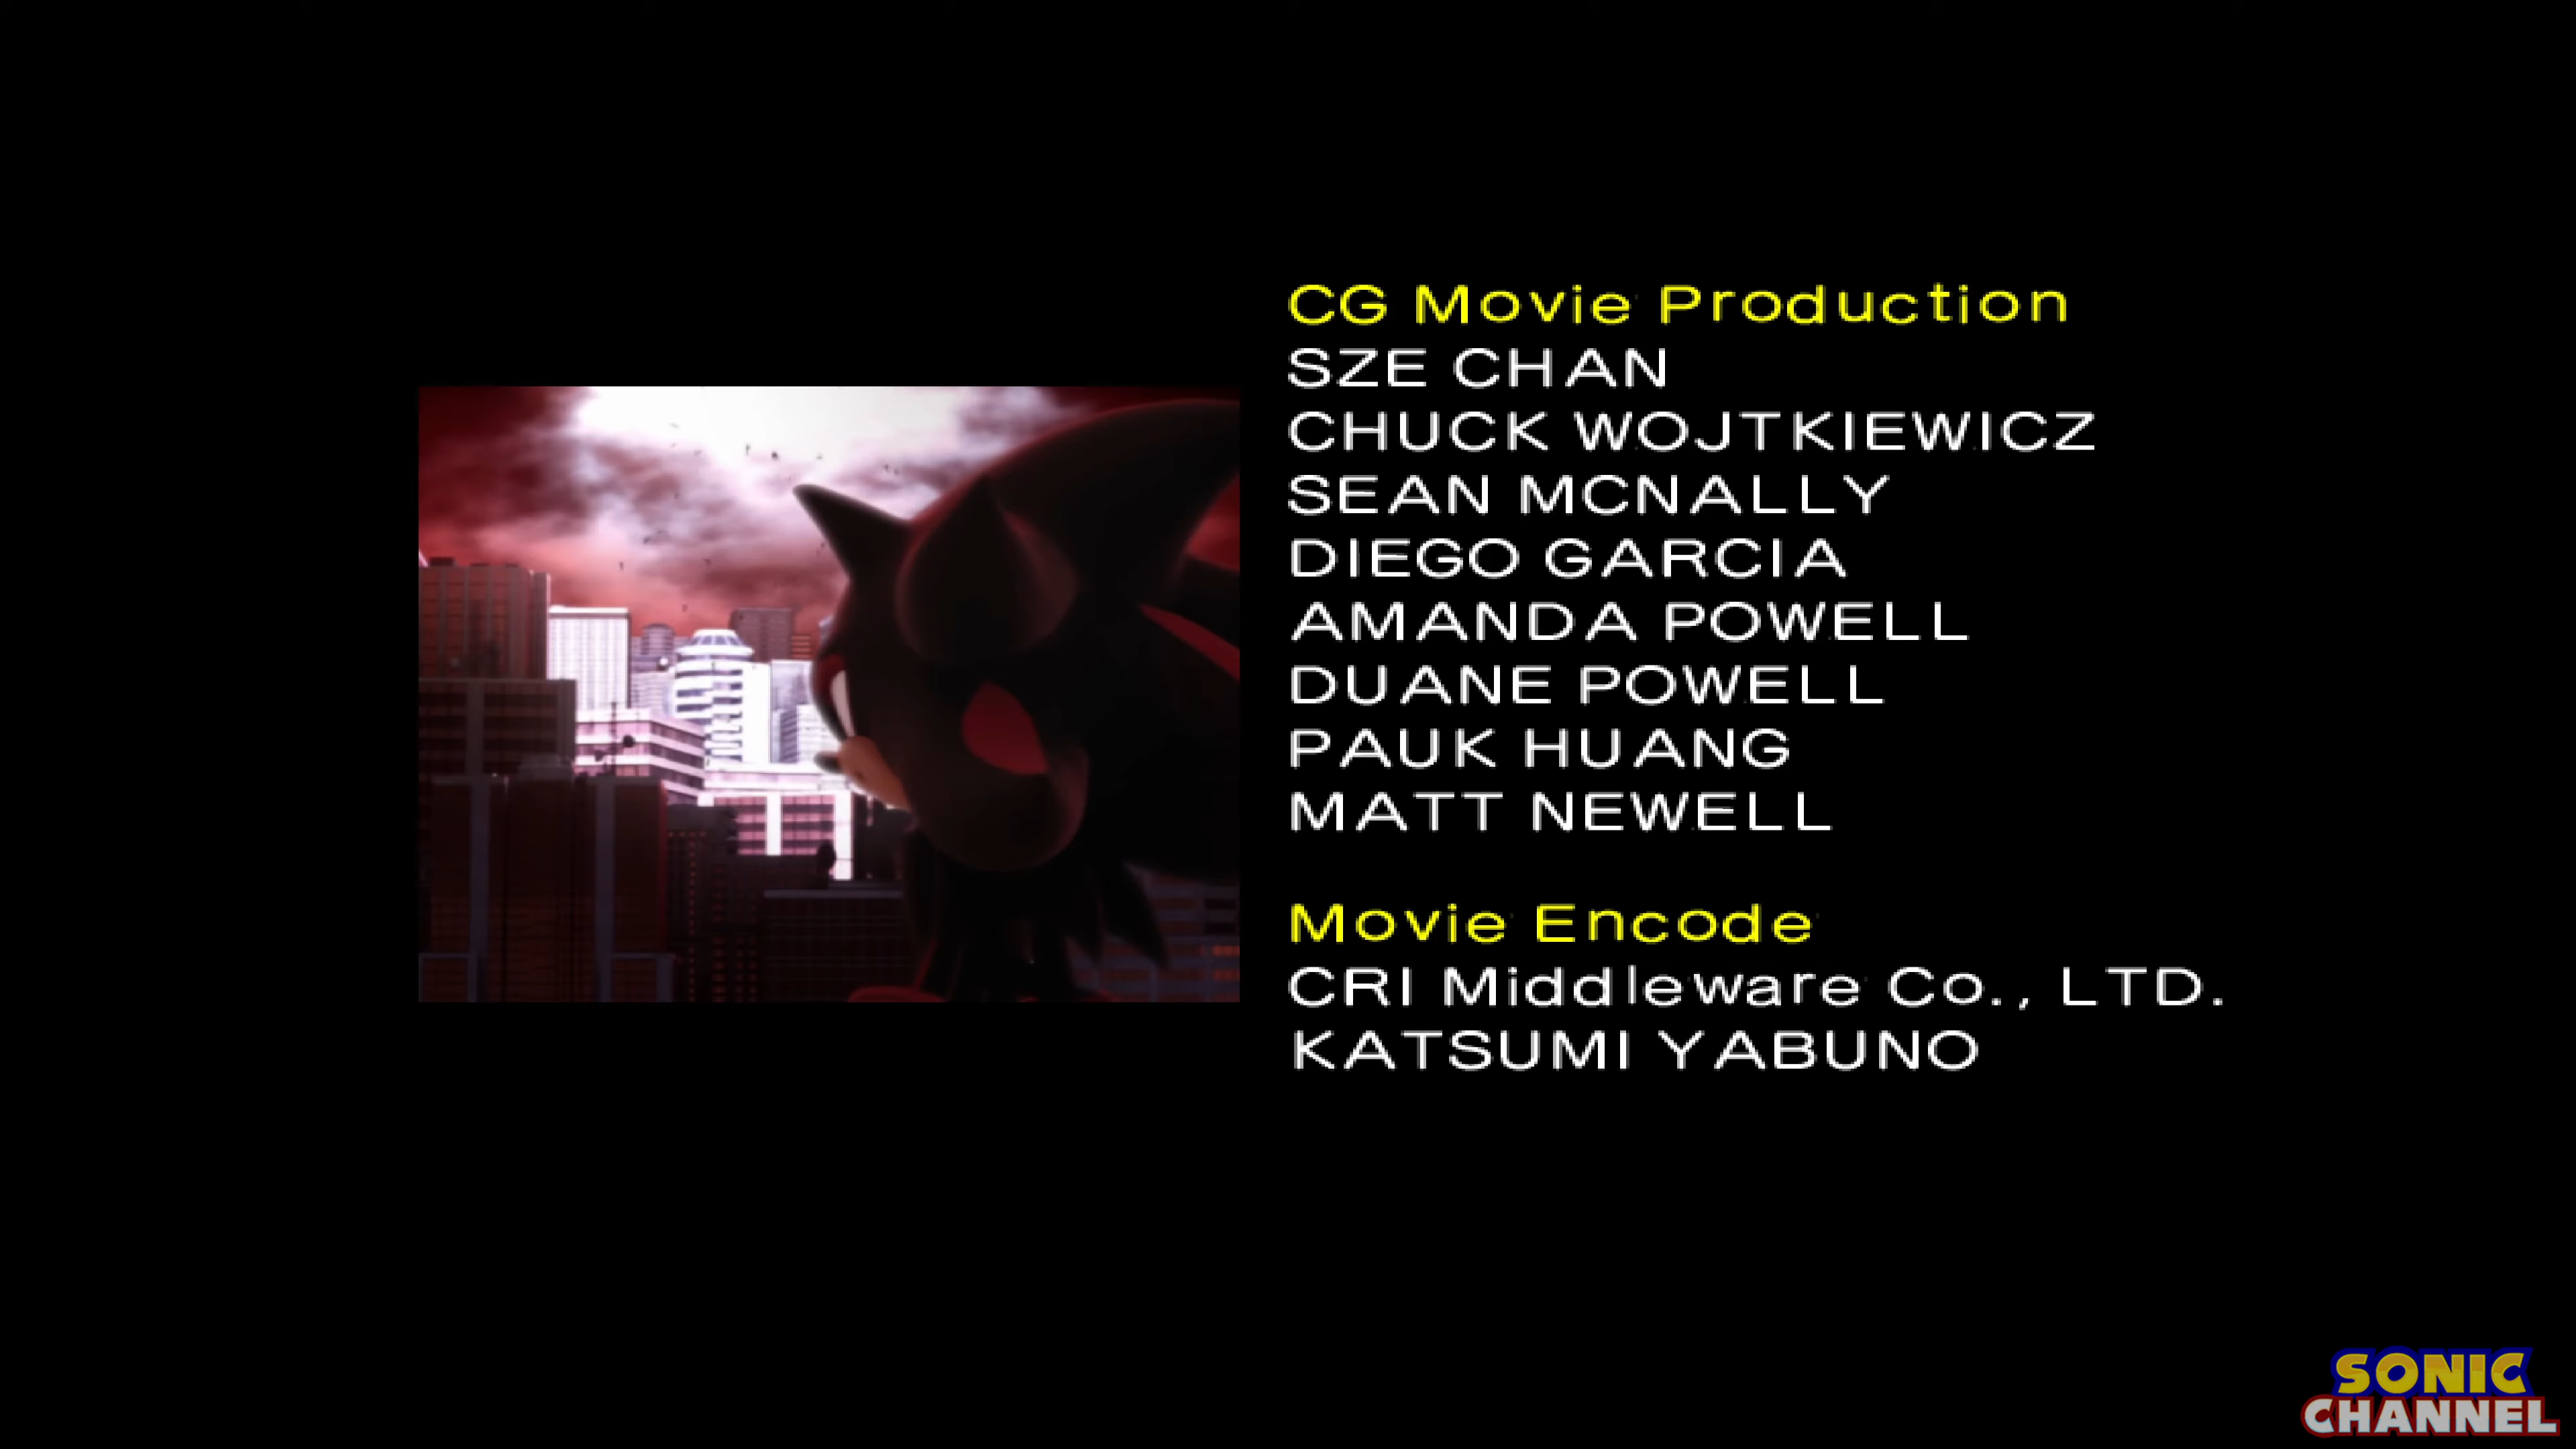 CG Movie Production
SZE CHAN
CHUCK WOJTKIEWICZ
SEAN MCNALLY
DIEGO GARCIA
AMANDA POWELL
DUANE POWELL
PAUK HUANG
MATT NEWELL
Movie Encode
CRI Middleware Co., LTD.
KATSUMI YABUNO
SONIC
CHANNEL